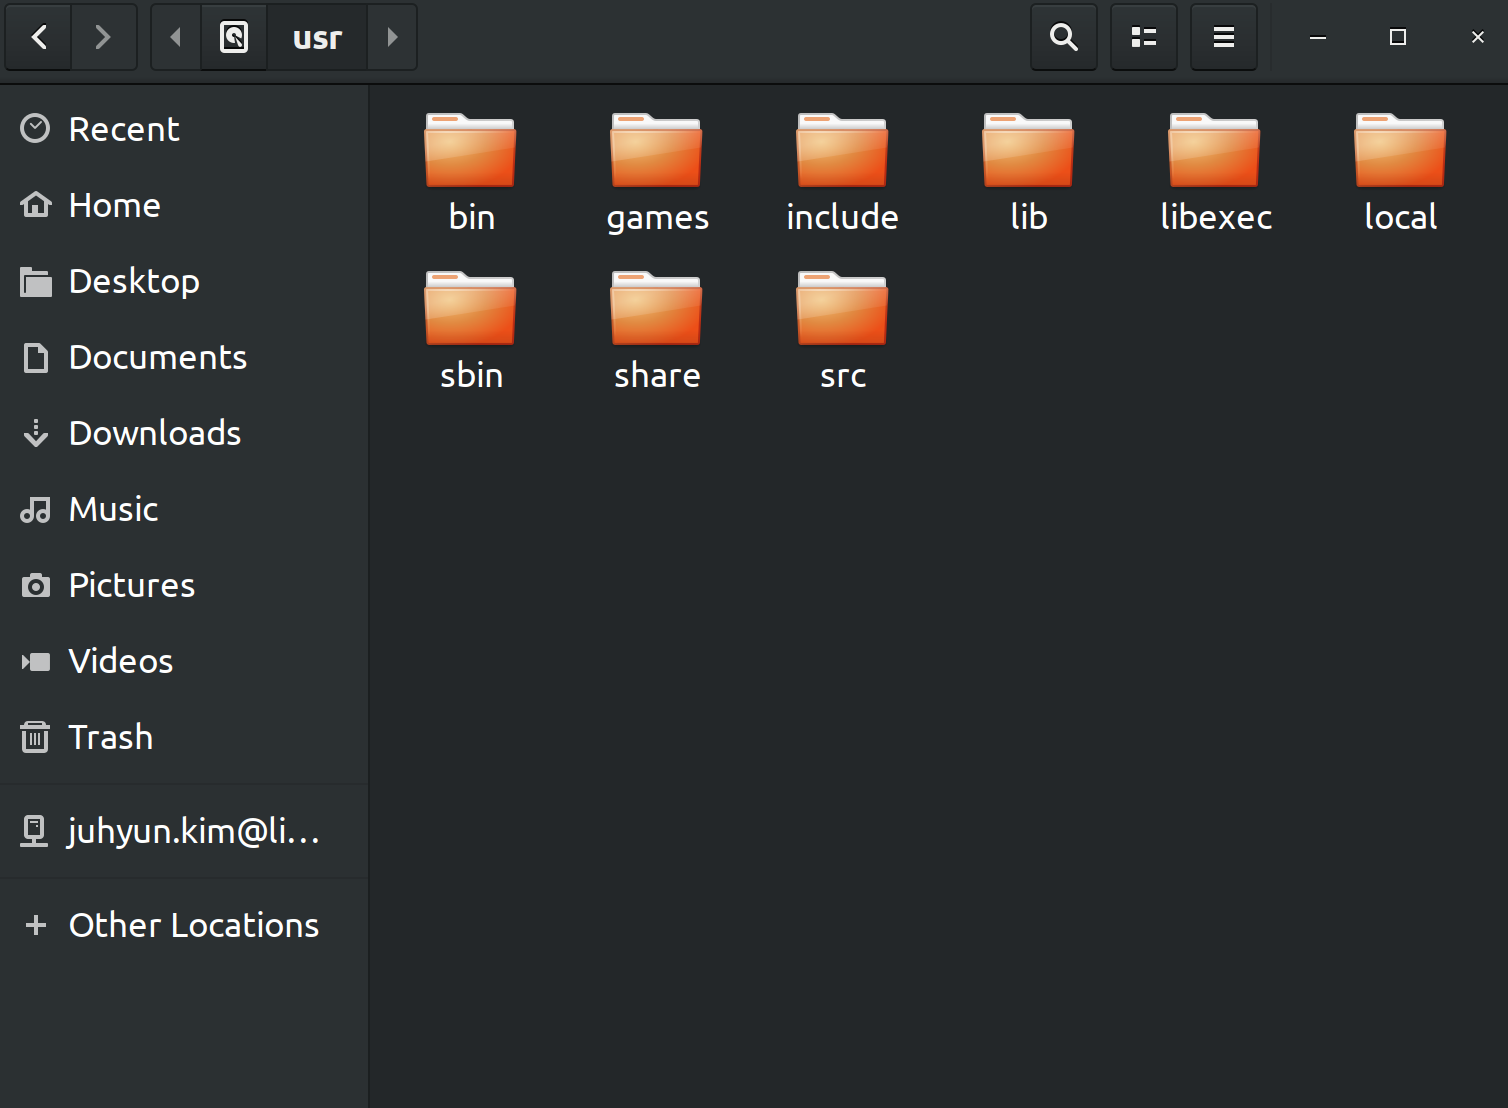 usr
Recent
Home
Desktop
Documents
Downloads
Music
Pictures
Videos
Trash
juhyun.kim@li…
Other Locations
bin games include lib libexec local
sbin share src